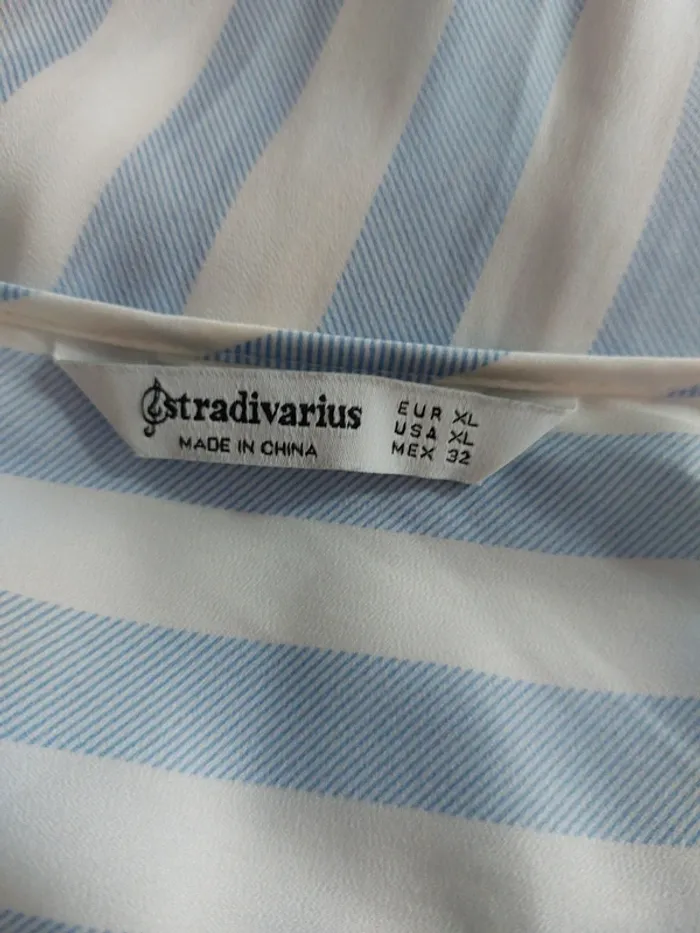 stradivarius
MADE IN CHINA
EUR XL
USA XL
MEX 32